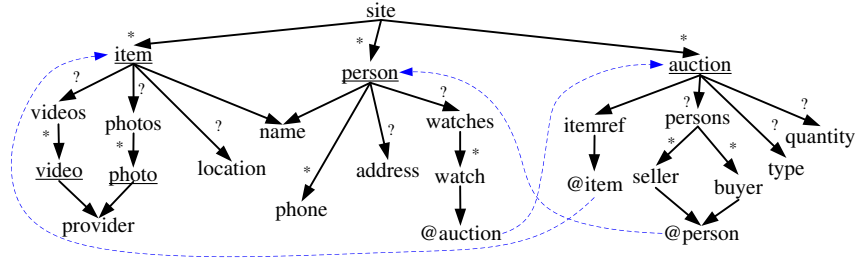 site
* * *
item person auction
? ? ? ? ? ? ? ?
videos photos name watches itemref persons quantity
* * ? * ? * * *
video photo location address watch @item seller buyer type
provider phone @auction @person